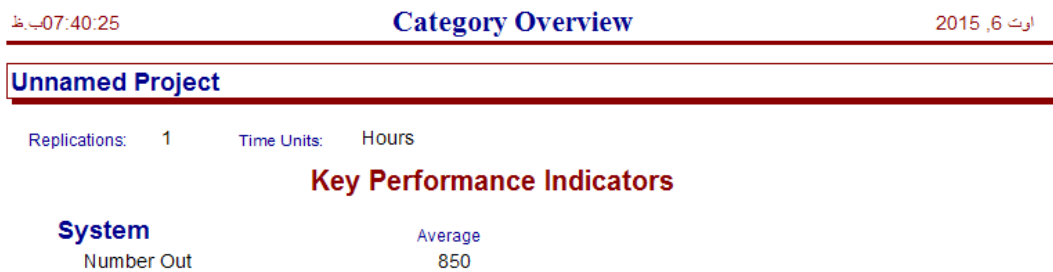 07:40:25ب.ظ Category Overview اوت 6, 2015
Unnamed Project
Replications: 1 Time Units: Hours
Key Performance Indicators
System Average
Number Out 850